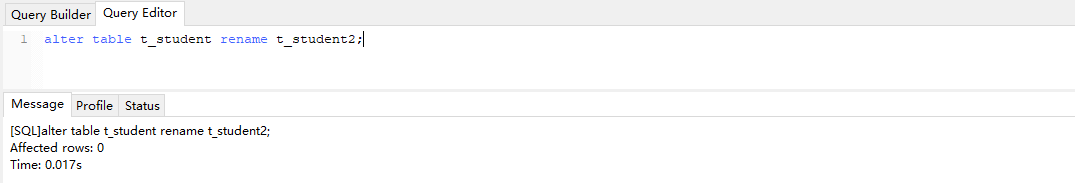 Query Builder Query Editor
1 alter table t_student rename t_student2;
Message Profile Status
[SQL]alter table t_student rename t_student2;
Affected rows: 0
Time: 0.017s